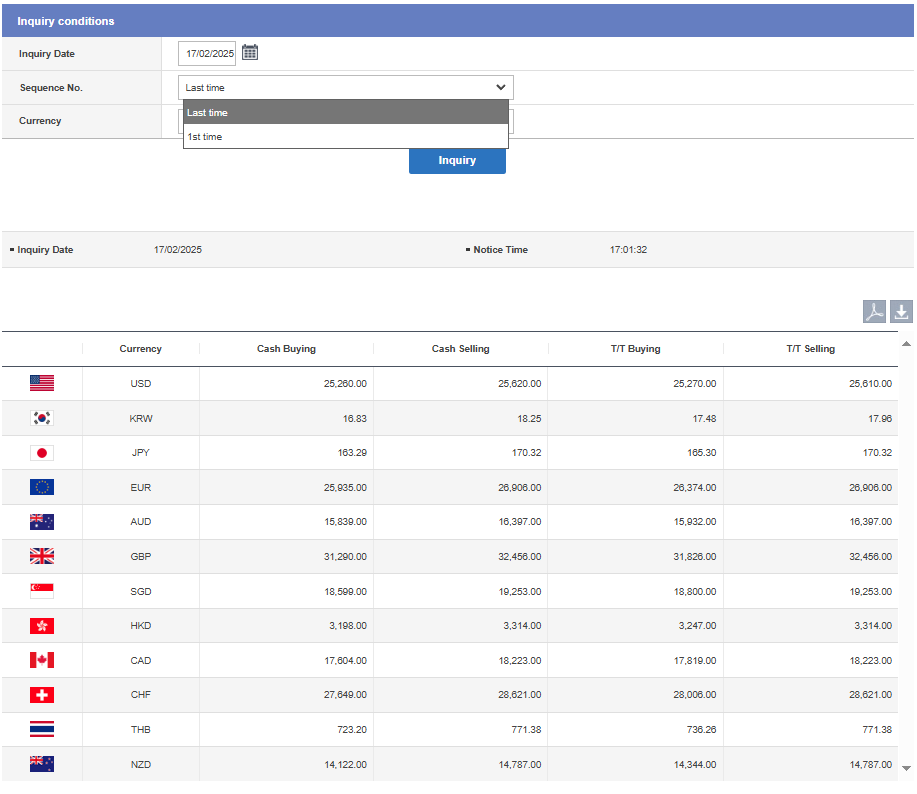 Inquiry conditions
Inquiry Date 17/02/2025
Sequence No. Last time
Last time
Currency
1st time
Inquiry
Inquiry Date 17/02/2025 Notice Time 17:01:32
Currency Cash Buying Cash Selling T/T Buying T/T Selling
USD 25,260.00 25,620.00 25,270.00 25,610.00
KRW 16.83 18.25 17.48 17.96
JPY 163.29 170.32 165.30 170.32
EUR 25,935.00 26,906.00 26,374.00 26,906.00
AUD 15,839.00 16,397.00 15,932.00 16,397.00
GBP 31,290.00 32,456.00 31,826.00 32,456.00
SGD 18,599.00 19,253.00 18,800.00 19,253.00
HKD 3,198.00 3,314.00 3,247.00 3,314.00
CAD 17,604.00 18,223.00 17,819.00 18,223.00
CHF 27,649.00 28,621.00 28,006.00 28,621.00
THB 723.20 771.38 736.26 771.38
NZD 14,122.00 14,787.00 14,344.00 14,787.00